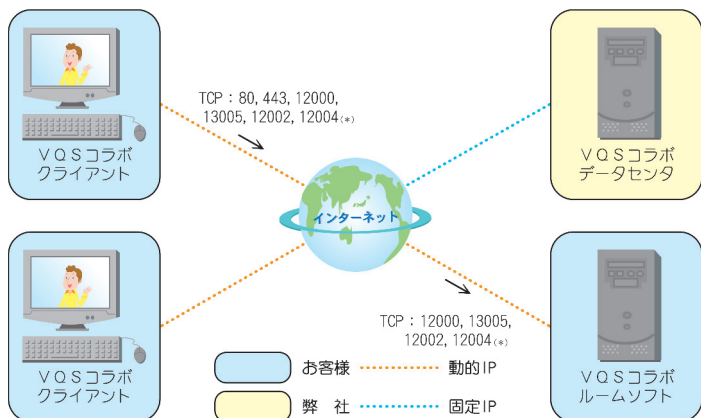 TCP : 80, 443, 12000,
13005, 12002, 12004(*)
VQSコラボ
クライアント
VQSコラボ
データセンタ
インターネット
TCP : 12000, 13005,
12002, 12004(*)
VQSコラボ
クライアント
VQSコラボ
ルームソフト
お客様 動的IP
弊 社 固定IP